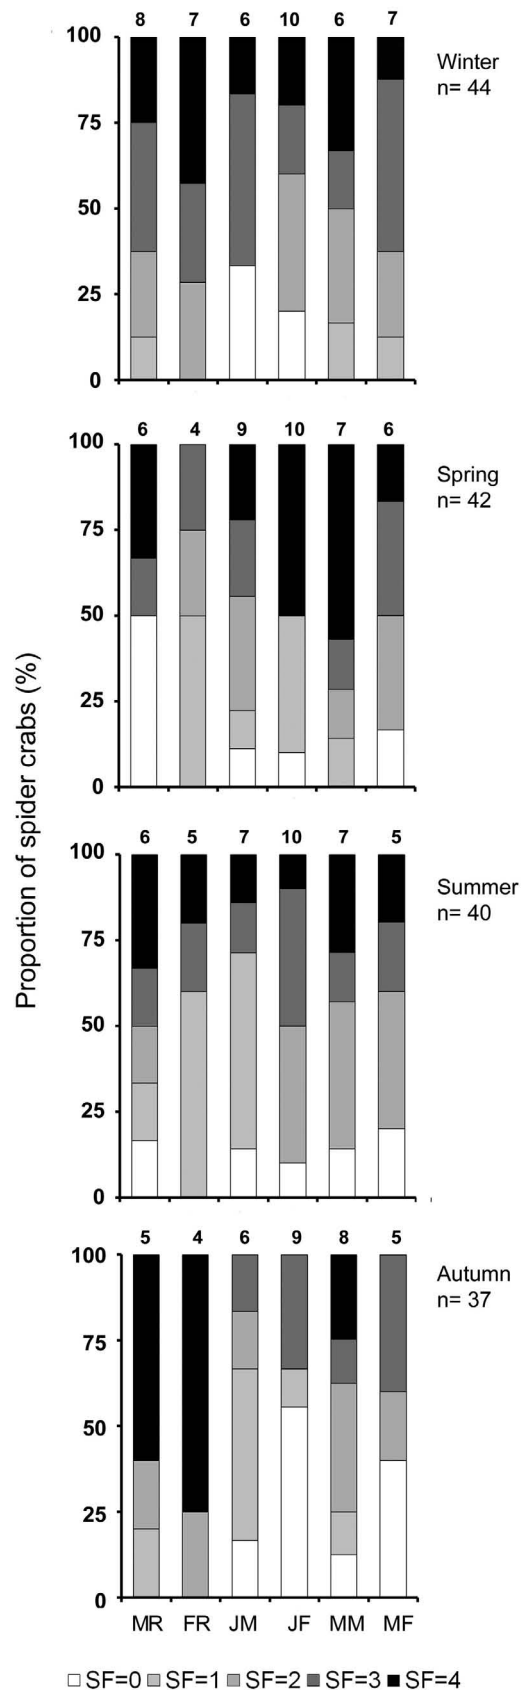 8 7 6 10 6 7
Winter
n= 44
100
75
50
25
0
6 4 9 10 7 6
Spring
n= 42
100
75
50
25
0
Proportion of spider crabs (%)
6 5 7 10 7 5
Summer
n= 40
100
75
50
25
0
5 4 6 9 8 5
Autumn
n= 37
100
75
50
25
0
MR FR JM JF MM MF
SF=0 SF=1 SF=2 SF=3 SF=4